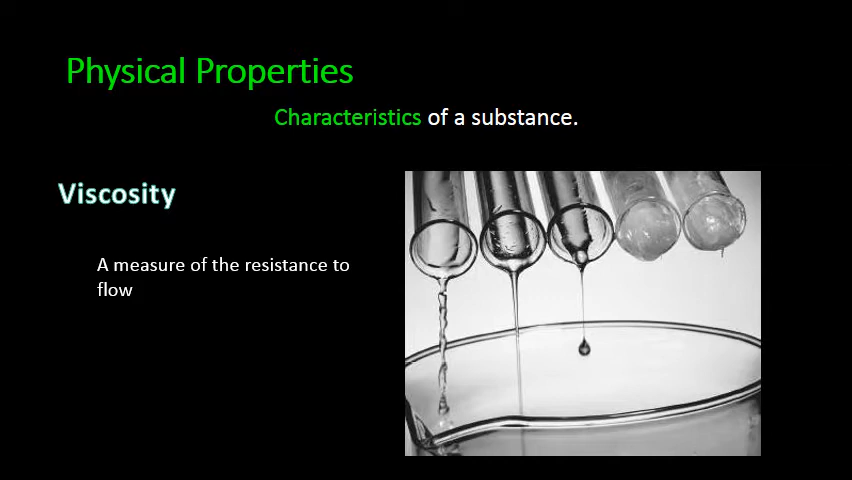 Physical Properties
Characteristics of a substance.
Viscosity
A measure of the resistance to
flow